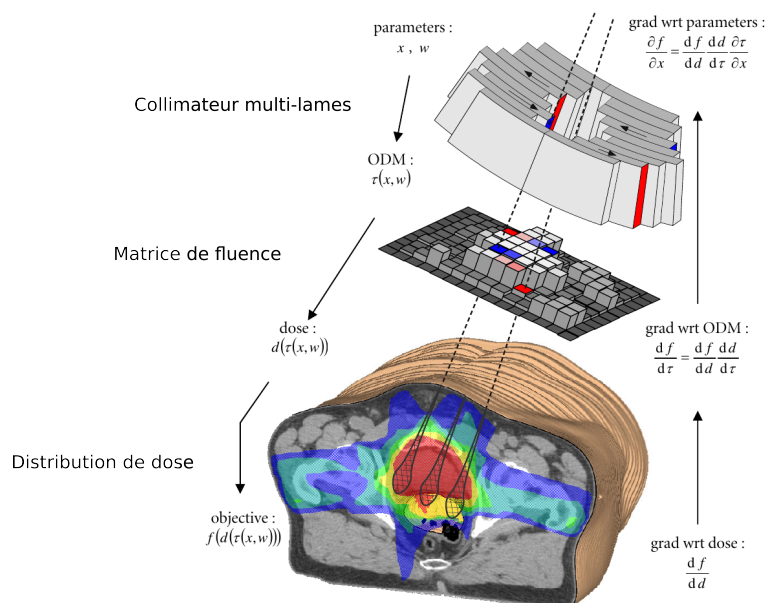 parameters :
x , w
Collimateur multi-lames
ODM :
τ(x,w)
Matrice de fluence
dose :
d(τ(x,w))
Distribution de dose
objective :
f(d(τ(x,w)))
grad wrt parameters :
∂f/∂x = df/dd dd/dτ ∂τ/∂x
grad wrt ODM :
df/dτ = df/dd dd/dτ
grad wrt dose :
df/dd